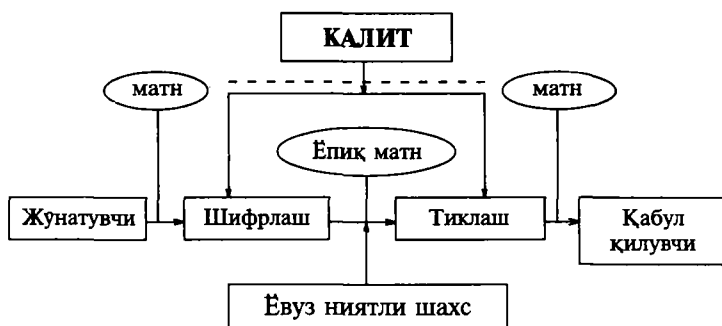 КАЛИТ
матн
матн
Ёпиқ матн
Жўнатувчи
Шифрлаш
Тиклаш
Қабул
қилувчи
Ёвуз ниятли шахс